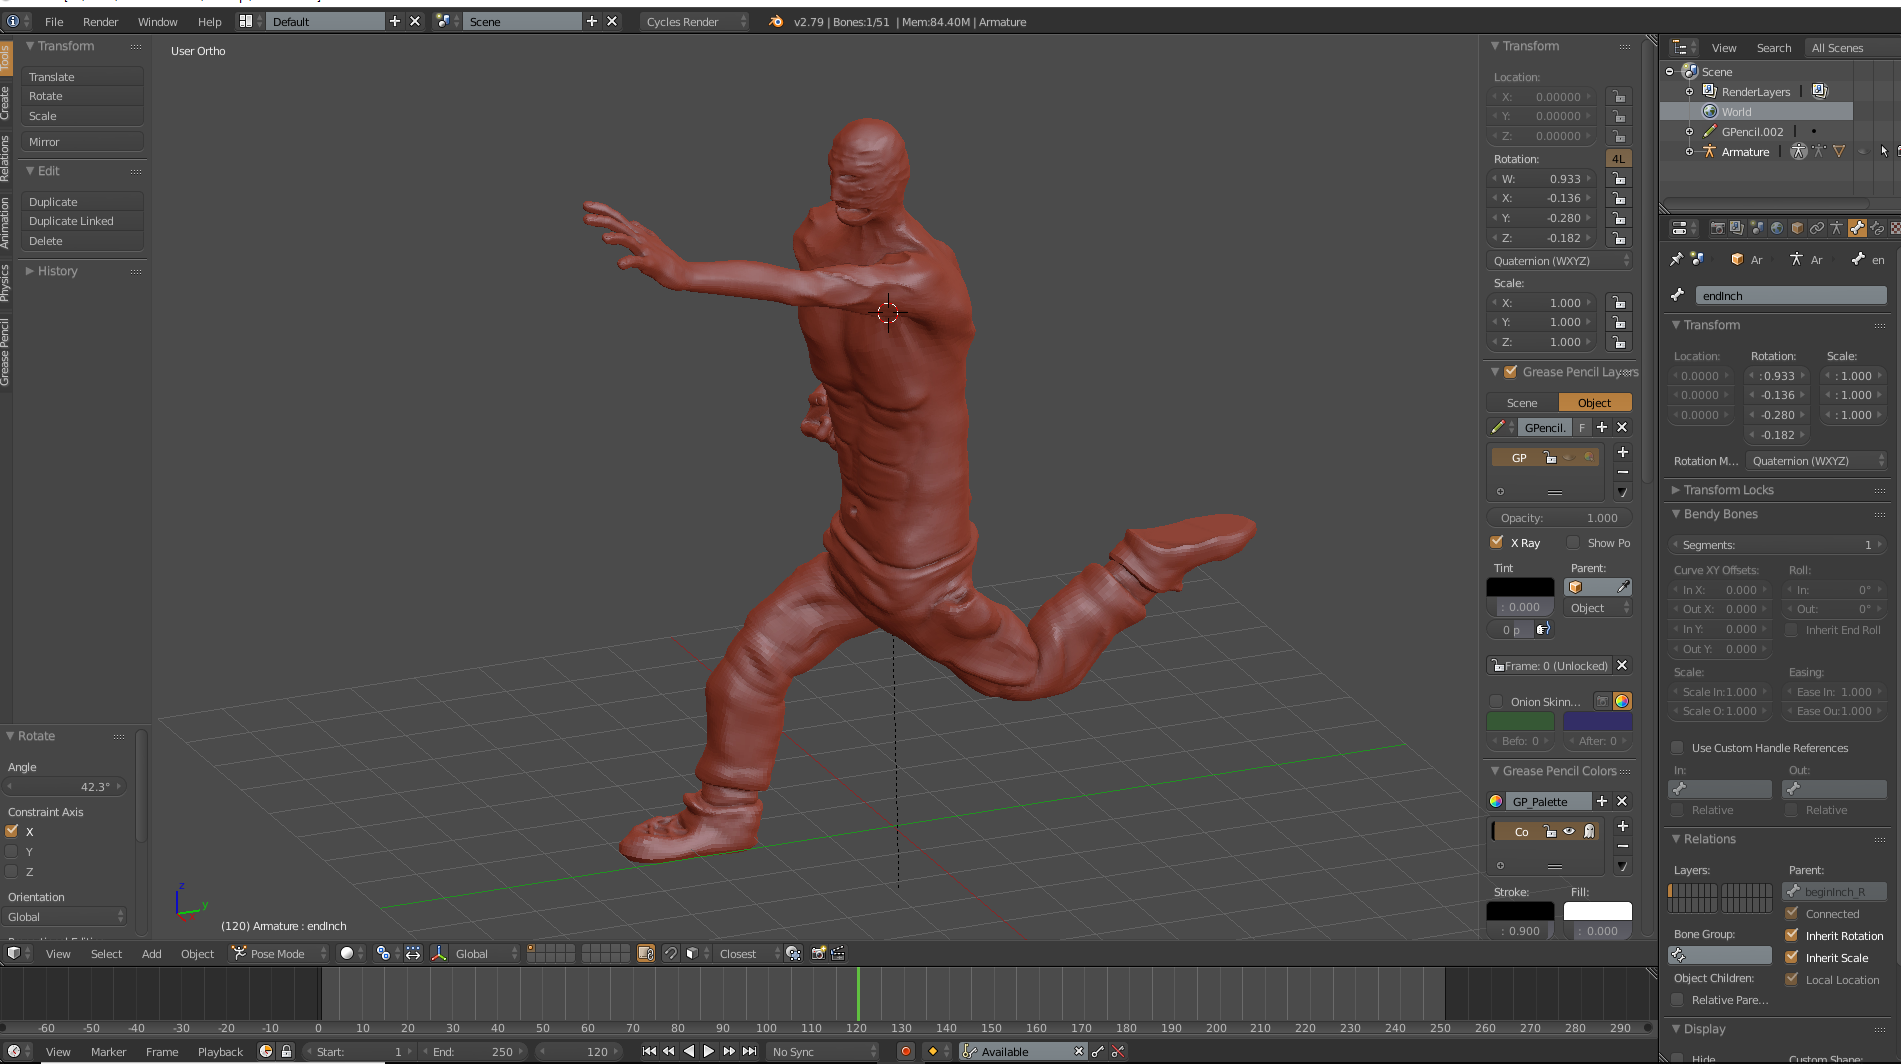 File Render Window Help Default Scene Cycles Render v2.79 | Bones:1/51 | Mem:84.40M | Armature
Tools
Create
Relations
Animation
Physics
Grease Pencil
Transform
Translate
Rotate
Scale
Mirror
Edit
Duplicate
Duplicate Linked
Delete
History
Rotate
Angle
42.3°
Constraint Axis
X
Y
Z
Orientation
Global
User Ortho
z
y
(120) Armature : endInch
Transform
Location:
X: 0.00000
Y: 0.00000
Z: 0.00000
Rotation: 4L
W: 0.933
X: -0.136
Y: -0.280
Z: -0.182
Quaternion (WXYZ)
Scale:
X: 1.000
Y: 1.000
Z: 1.000
Grease Pencil Layers
Scene Object
GPencil. F
GP
Opacity: 1.000
X Ray Show Po
Tint Parent:
: 0.000 Object
0 p
Frame: 0 (Unlocked)
Onion Skinn...
Befo: 0 After: 0
Grease Pencil Colors
GP_Palette
Co
Stroke: Fill:
: 0.900 : 0.000
View Search All Scenes
Scene
RenderLayers |
World
GPencil.002 |
Armature |
Ar Ar en
endInch
Transform
Location: Rotation: Scale:
0.0000 : 0.933 : 1.000
0.0000 -0.136 : 1.000
0.0000 -0.280 : 1.000
-0.182
Rotation M... Quaternion (WXYZ)
Transform Locks
Bendy Bones
Segments: 1
Curve XY Offsets: Roll:
In X: 0.000 In: 0°
Out X: 0.000 Out: 0°
In Y: 0.000 Inherit End Roll
Out Y: 0.000
Scale: Easing:
Scale In:1.000 Ease In: 1.000
Scale O: 1.000 Ease Ou:1.000
Use Custom Handle References
In: Out:
Relative Relative
Relations
Layers: Parent:
beginInch_R
Connected
Bone Group: Inherit Rotation
Inherit Scale
Object Children: Local Location
Relative Pare...
Display
Hide Custom Shape:
View Select Add Object Pose Mode Global Closest
-60 -50 -40 -30 -20 -10 0 10 20 30 40 50 60 70 80 90 100 110 120 130 140 150 160 170 180 190 200 210 220 230 240 250 260 270 280 290
View Marker Frame Playback Start: 1 End: 250 120 No Sync Available